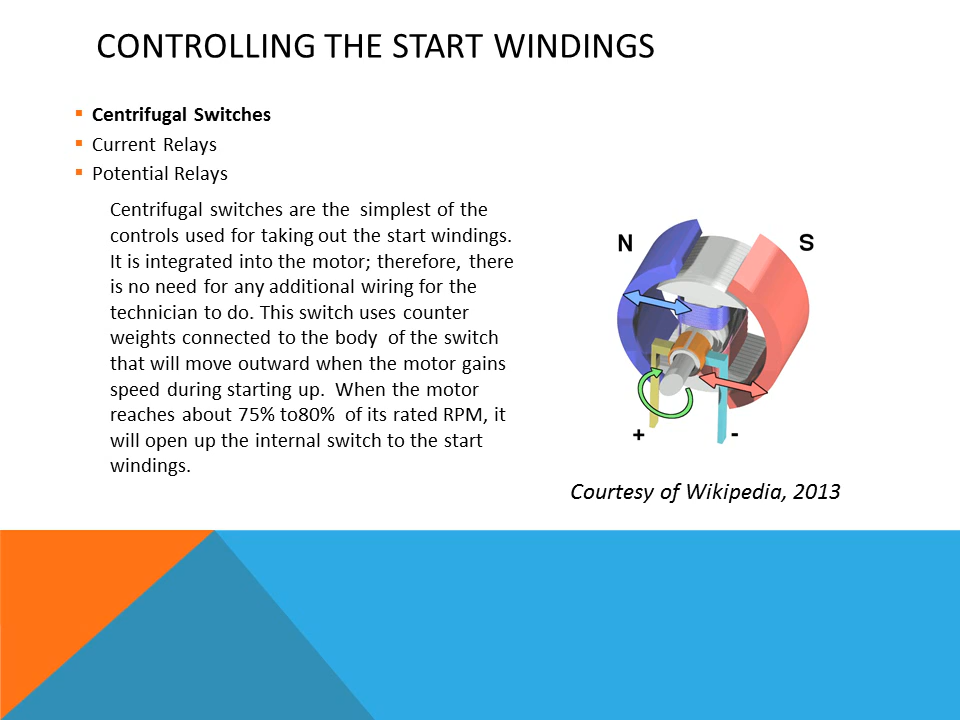 CONTROLLING THE START WINDINGS
Centrifugal Switches
Current Relays
Potential Relays
Centrifugal switches are the simplest of the
controls used for taking out the start windings.
It is integrated into the motor; therefore, there
is no need for any additional wiring for the
technician to do. This switch uses counter
weights connected to the body of the switch
that will move outward when the motor gains
speed during starting up. When the motor
reaches about 75% to80% of its rated RPM, it
will open up the internal switch to the start
windings.
N S
+ -
Courtesy of Wikipedia, 2013